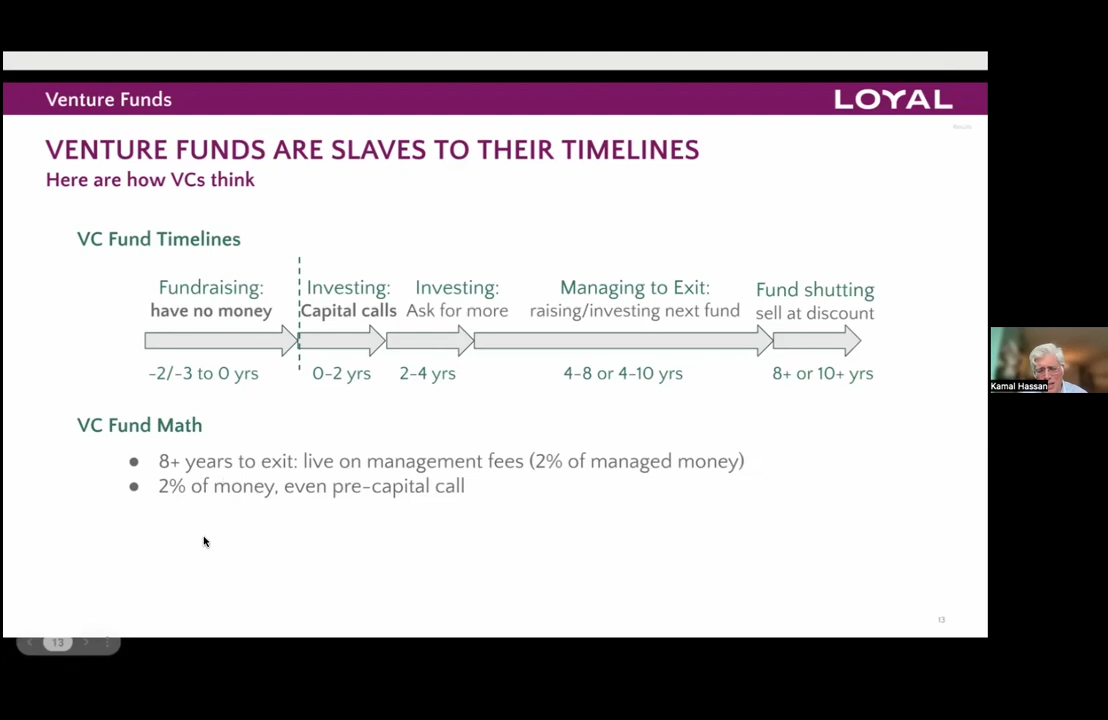 Venture Funds
LOYAL
Results
VENTURE FUNDS ARE SLAVES TO THEIR TIMELINES
Here are how VCs think
VC Fund Timelines
Fundraising:
have no money
Investing:
Capital calls
Investing:
Ask for more
Managing to Exit:
raising/investing next fund
Fund shutting
sell at discount
-2/-3 to 0 yrs
0-2 yrs
2-4 yrs
4-8 or 4-10 yrs
8+ or 10+ yrs
VC Fund Math
● 8+ years to exit: live on management fees (2% of managed money)
● 2% of money, even pre-capital call
13
13
Kamal Hassan